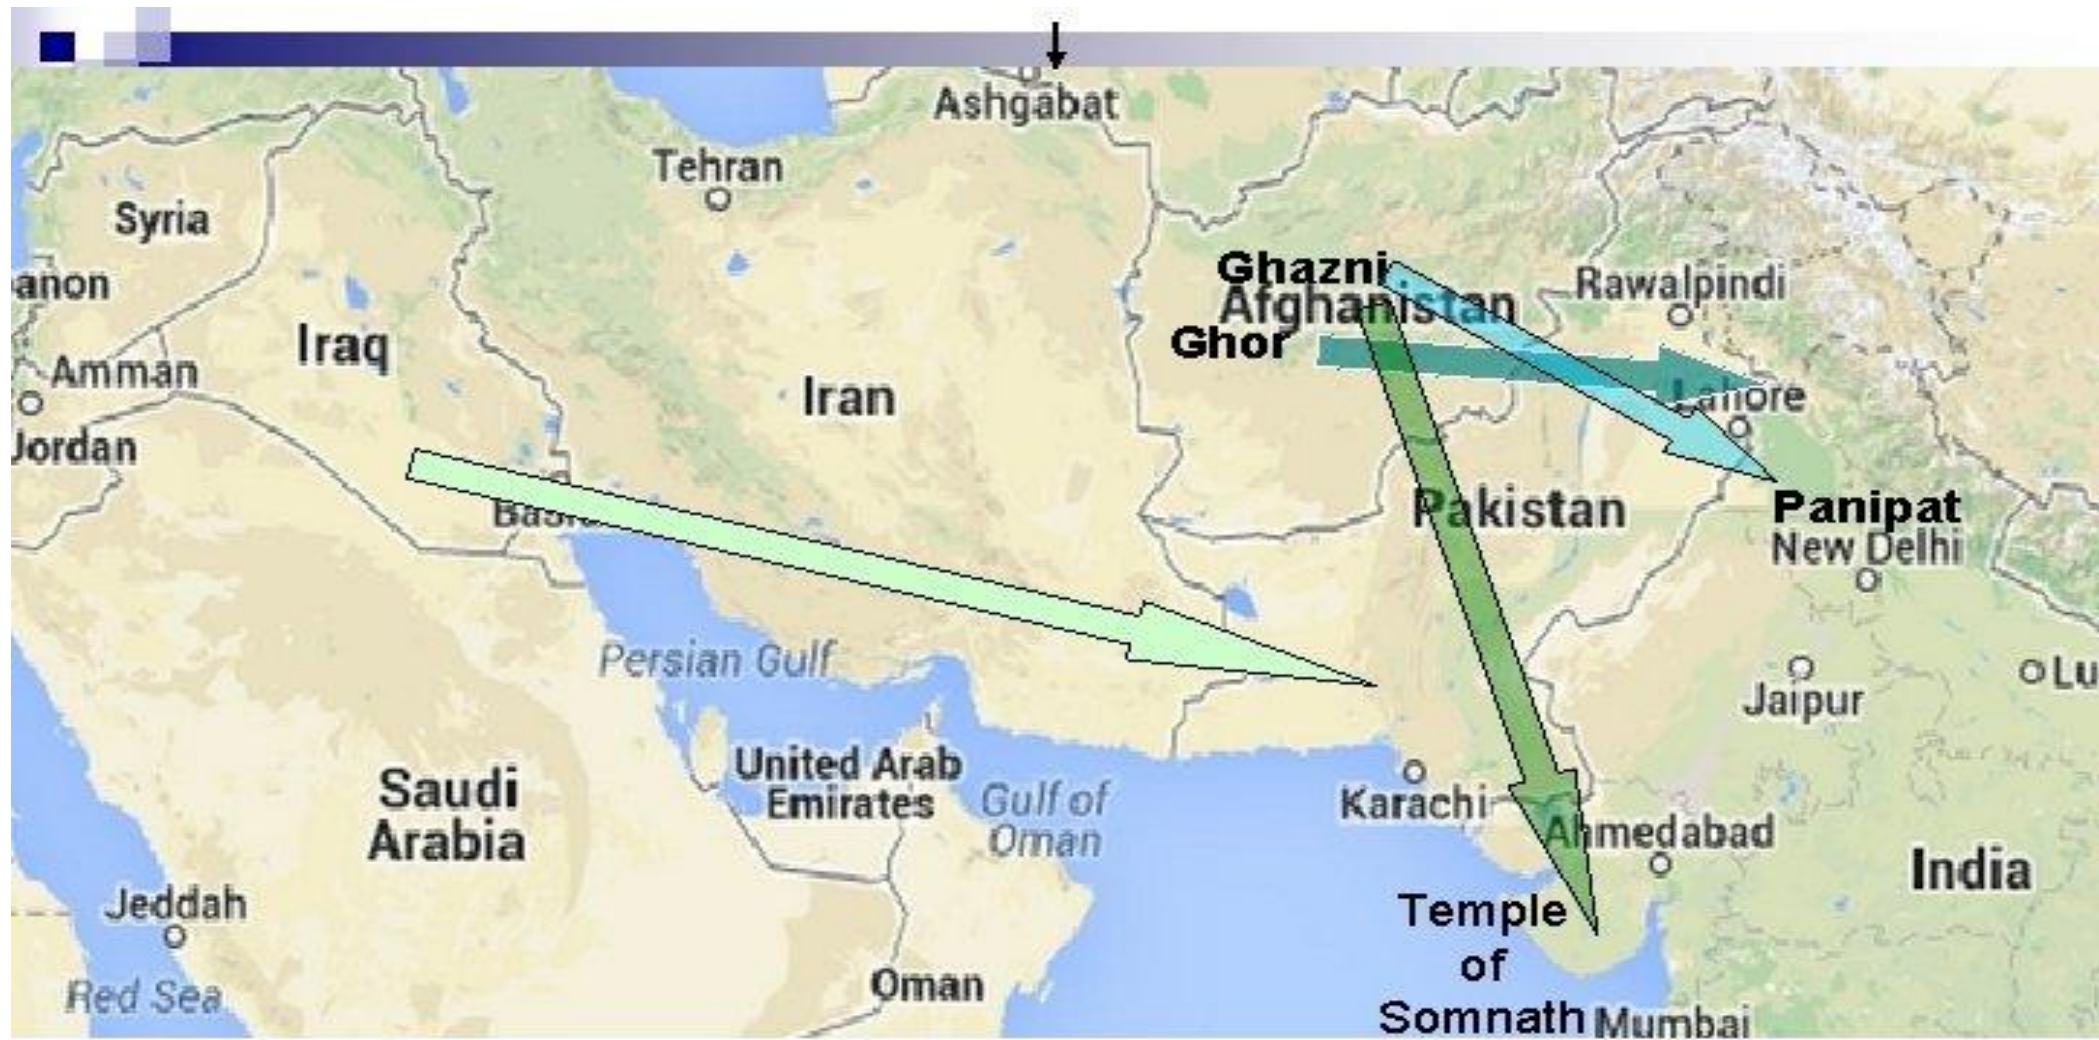 Ashgabat
Tehran
Syria
Ghazni
Rawalpindi
anon
Afghanistan
Iraq
Ghor
Amman
Iran
Lahore
Jordan
Basra
Pakistan
Panipat
New Delhi
Persian Gulf
Lu
Jaipur
United Arab
Emirates
Saudi
Arabia
Gulf of
Oman
Karachi
Ahmedabad
India
Jeddah
Temple
of
Somnath
Oman
Red Sea
Mumbai